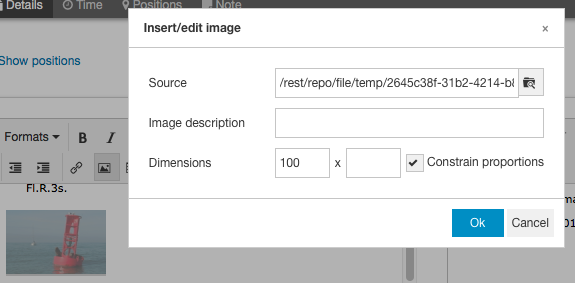 Details Time Positions Note
Insert/edit image ×
Show positions
Source /rest/repo/file/temp/2645c38f-31b2-4214-b
Image description
Formats B I
Dimensions 100 x Constrain proportions
Fl.R.3s.
Ok Cancel